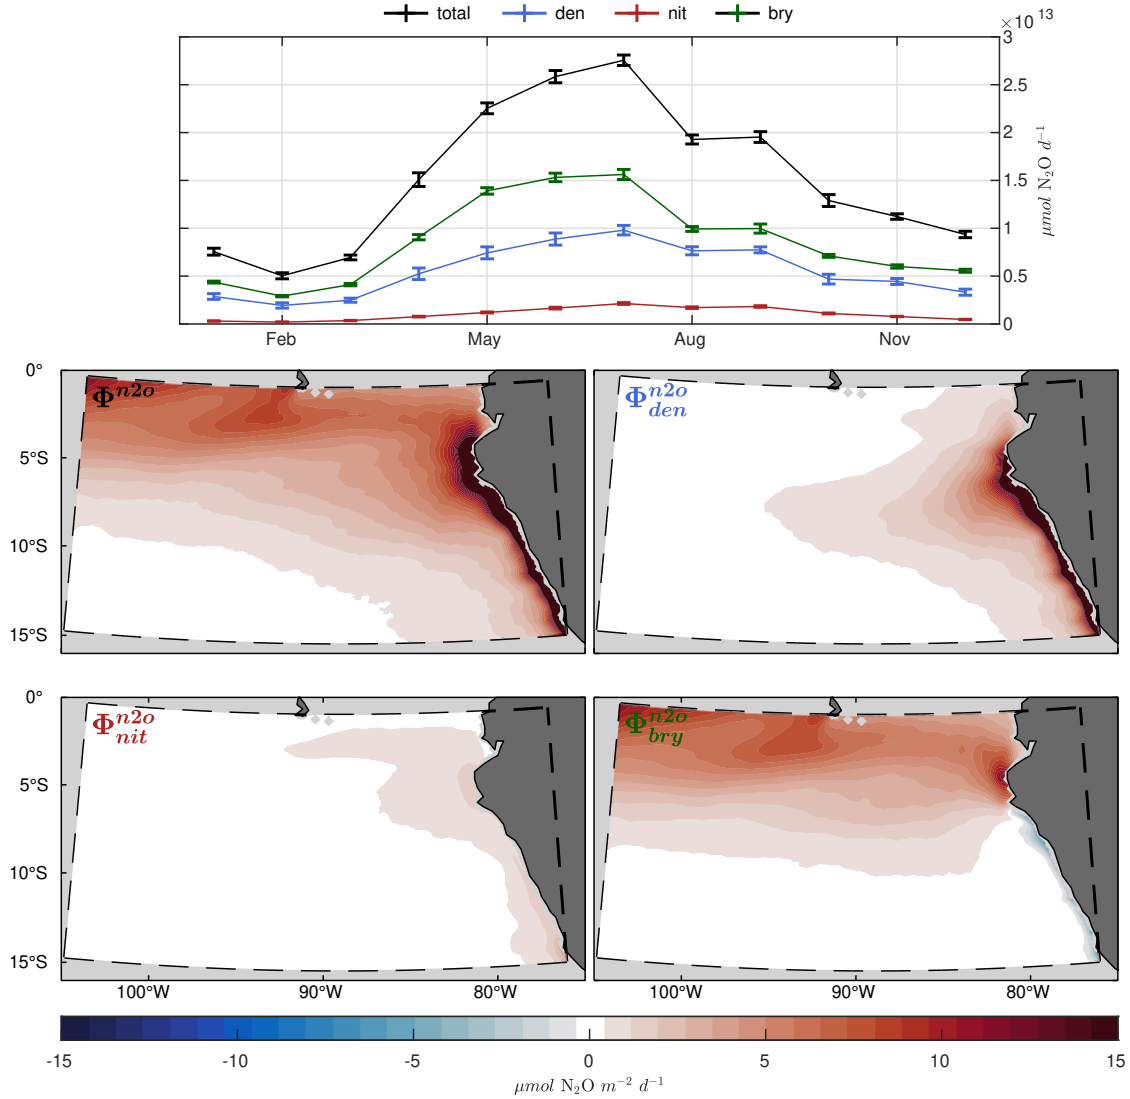 total den nit bry
×10 13
3
2.5
2
1.5
1
0.5
0
μmol N₂O d⁻¹
Feb May Aug Nov
0° Φⁿ²ᵒ Φⁿ²ᵒ
den
5°S
10°S
15°S
0° Φⁿ²ᵒ Φⁿ²ᵒ
nit bry
5°S
10°S
15°S
100°W 90°W 80°W 100°W 90°W 80°W
-15 -10 -5 0 5 10 15
μmol N₂O m⁻² d⁻¹